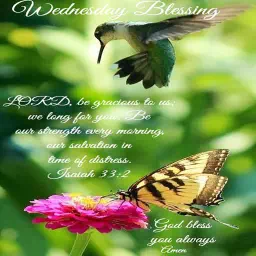 Wednesday Blessing
LORD, be gracious to us;
we long for you. Be
our strength every morning,
our salvation in
time of distress.
Isaiah 33:2
God bless
you always
Amen